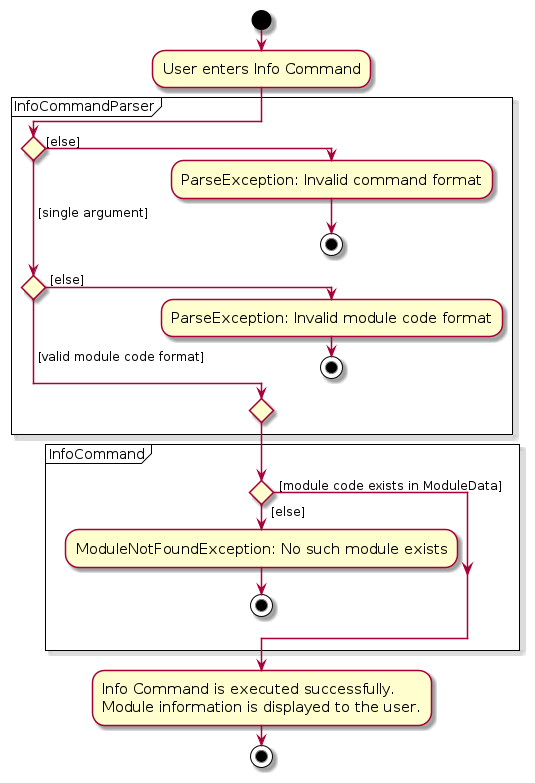 User enters Info Command
InfoCommandParser
[else]
ParseException: Invalid command format
[single argument]
[else]
ParseException: Invalid module code format
[valid module code format]
InfoCommand
[module code exists in ModuleData]
[else]
ModuleNotFoundException: No such module exists
Info Command is executed successfully.
Module information is displayed to the user.